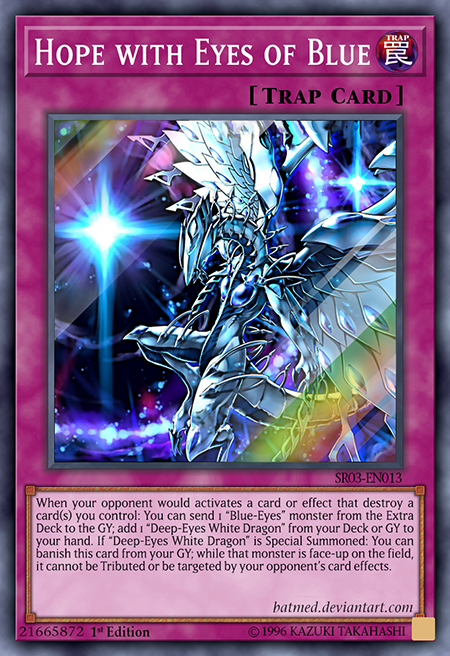 HOPE WITH EYES OF BLUE
TRAP
罠
[TRAP CARD]
SR03-EN013
When your opponent would activates a card or effect that destroy a
card(s) you control: You can send 1 "Blue-Eyes" monster from the Extra
Deck to the GY; add 1 "Deep-Eyes White Dragon" from your Deck or GY to
your hand. If "Deep-Eyes White Dragon" is Special Summoned: You can
banish this card from your GY; while that monster is face-up on the field,
it cannot be Tributed or be targeted by your opponent's card effects.
batmed.deviantart.com
21665872 1st Edition ©1996 KAZUKI TAKAHASHI